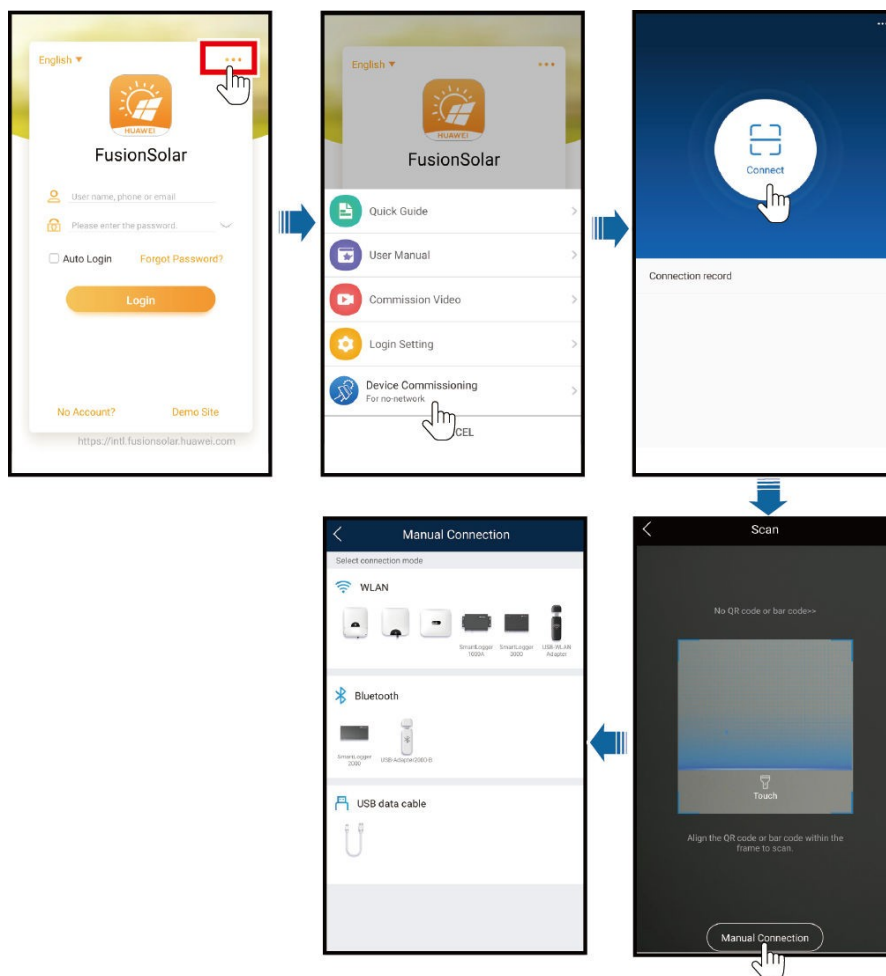 English ▼
...
HUAWEI
FusionSolar
User name, phone or email
Please enter the password.
Auto Login Forgot Password?
Login
No Account? Demo Site
https://intl.fusionsolar.huawei.com
English ▼
...
HUAWEI
FusionSolar
Quick Guide
User Manual
Commission Video
Login Setting
Device Commissioning
For no-network
CEL
...
Connect
Connection record
Scan
No QR code or bar code>>
Touch
Align the QR code or bar code within the
frame to scan.
Manual Connection
Manual Connection
Select connection mode
WLAN
SmartLogger
1000A
SmartLogger
3000
USB-WLAN
Adapter
Bluetooth
SmartLogger
2000
USB-Adapter2000-B
USB data cable